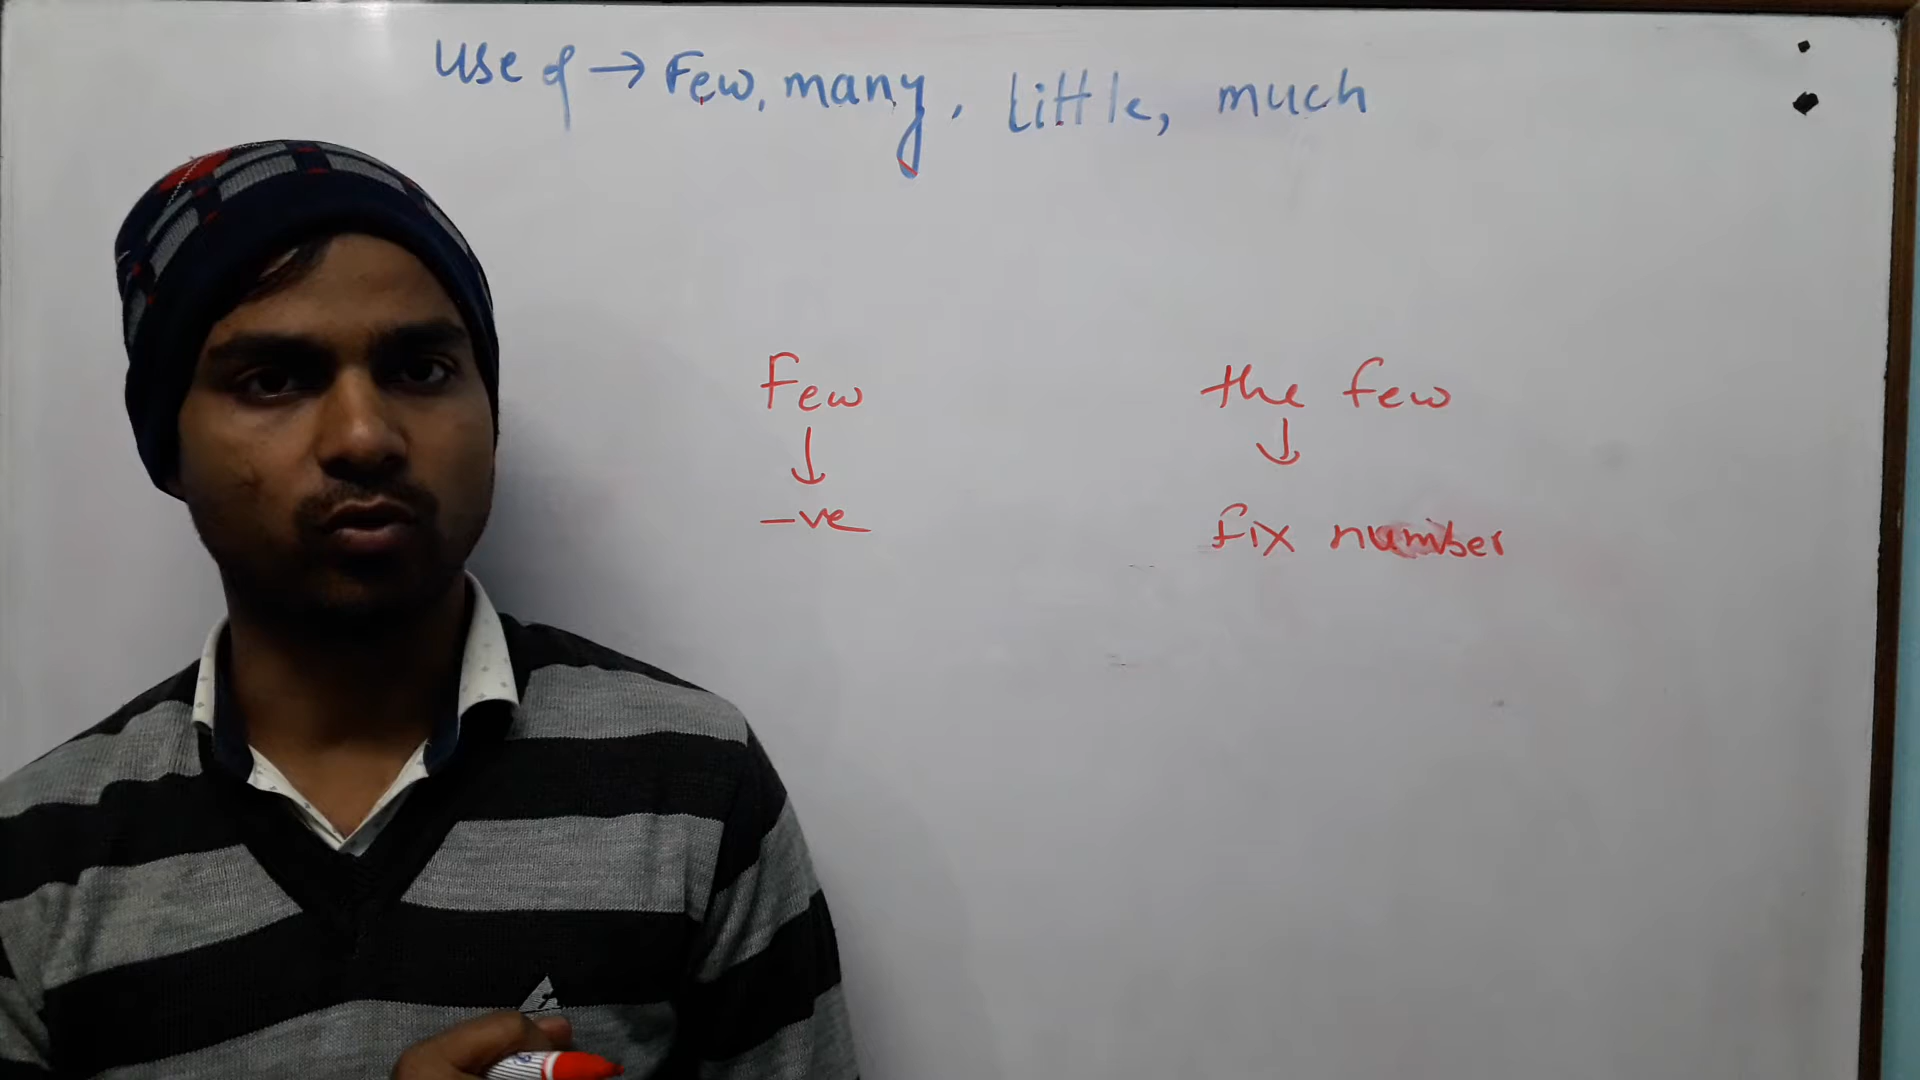 use of → Few, many, little, much
Few the few
↓ ↓
-ve fix number